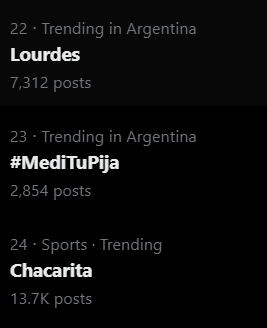 22 · Trending in Argentina
Lourdes
7,312 posts
23 · Trending in Argentina
#MediTuPija
2,854 posts
24 · Sports · Trending
Chacarita
13.7K posts